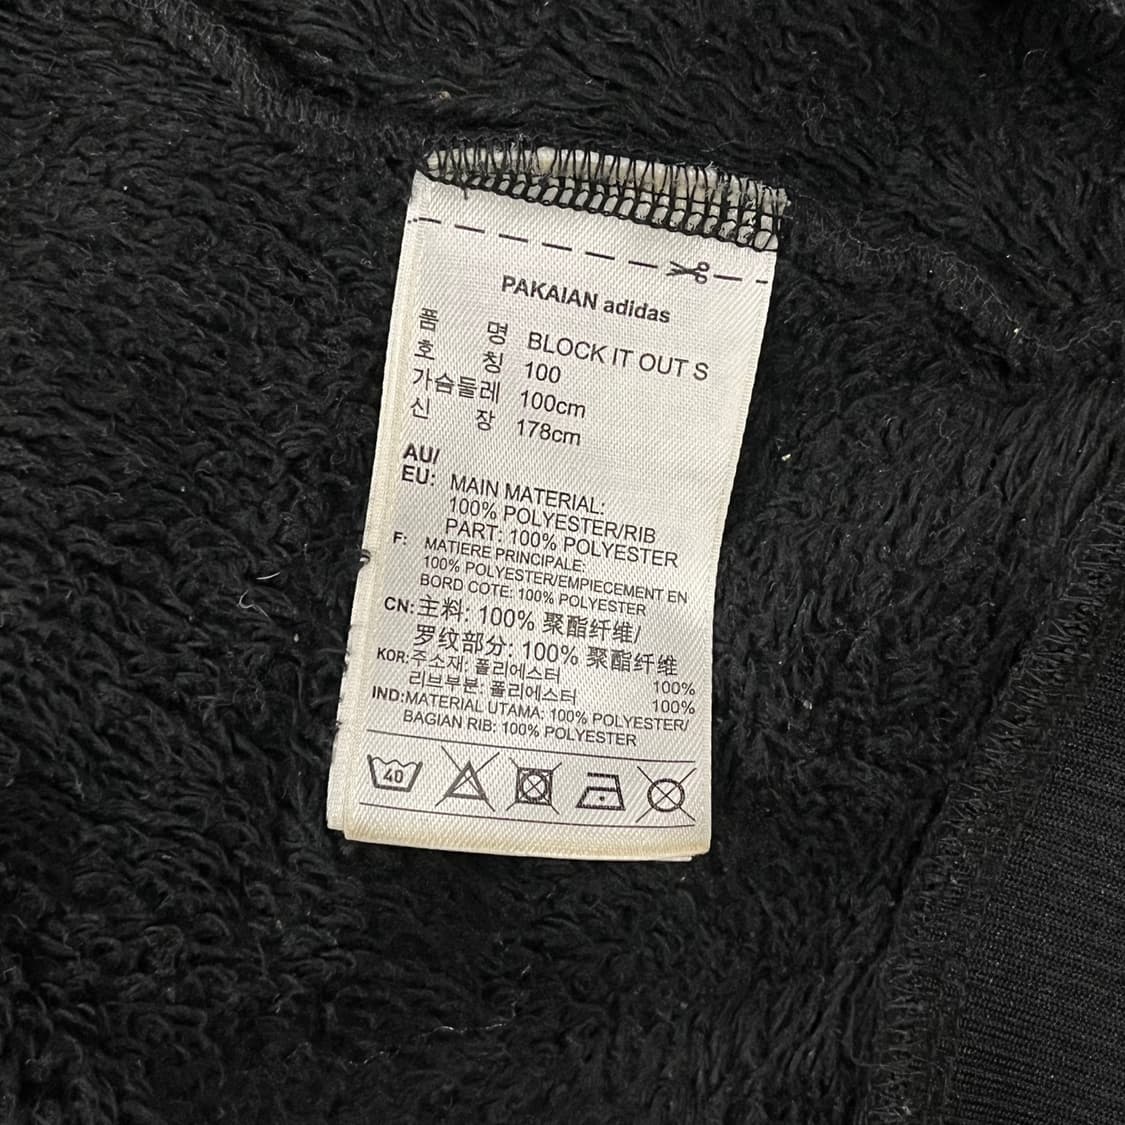 PAKAIAN adidas
품 명 BLOCK IT OUT S
호 칭 100
가슴둘레 100cm
신 장 178cm
AU/
EU: MAIN MATERIAL:
100% POLYESTER/RIB
PART: 100% POLYESTER
F: MATIERE PRINCIPALE:
100% POLYESTER/EMPIECEMENT EN
BORD COTE: 100% POLYESTER
CN: 主料: 100% 聚酯纤维/
罗纹部分: 100% 聚酯纤维
KOR: 주소재: 폴리에스터 100%
리브부분: 폴리에스터 100%
IND: MATERIAL UTAMA: 100% POLYESTER/
BAGIAN RIB: 100% POLYESTER
40